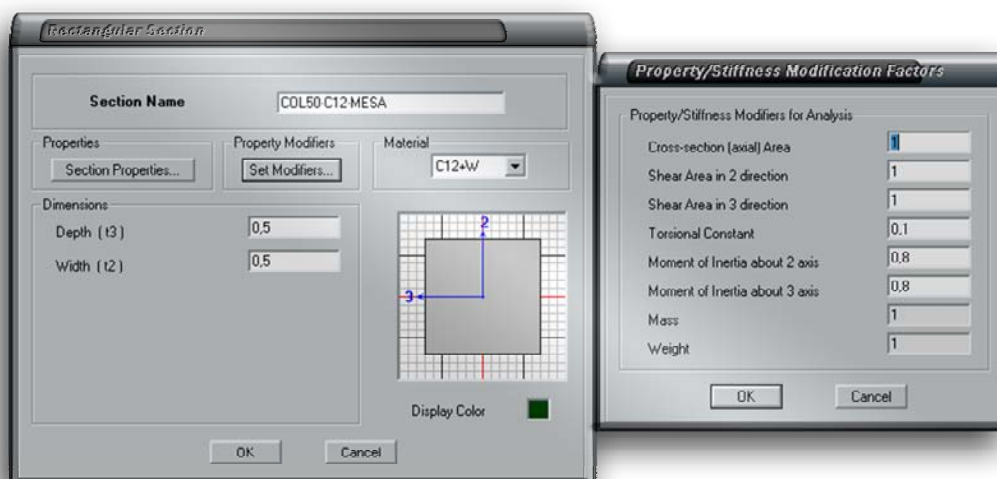 Rectangular Section
Section Name COL50-C12-MESA
Properties
Section Properties...
Property Modifiers
Set Modifiers...
Material
C12+W
Dimensions
Depth ( t3 ) 0,5
Width ( t2 ) 0,5
2
3
Display Color
OK Cancel
Property/Stiffness Modification Factors
Property/Stiffness Modifiers for Analysis
Cross-section (axial) Area 1
Shear Area in 2 direction 1
Shear Area in 3 direction 1
Torsional Constant 0,1
Moment of Inertia about 2 axis 0,8
Moment of Inertia about 3 axis 0,8
Mass 1
Weight 1
OK Cancel